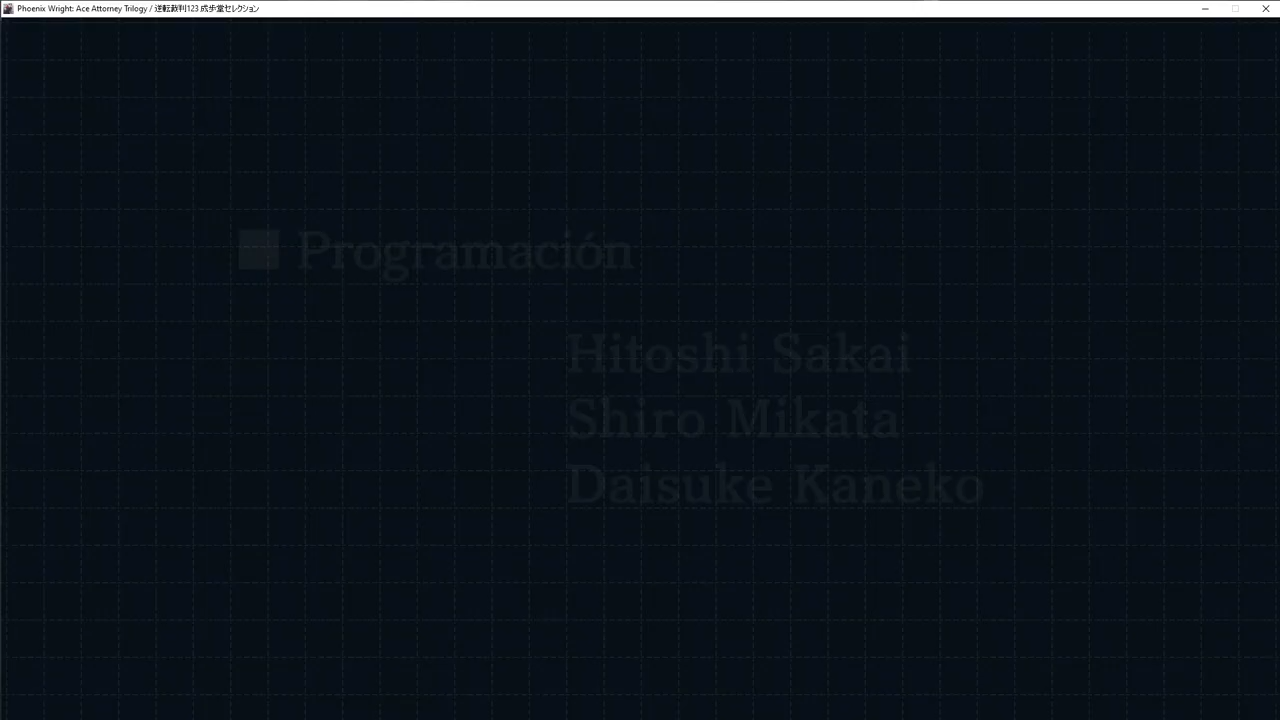 Phoenix Wright: Ace Attorney Trilogy / 逆転裁判123 成歩堂セレクション
Programación
Hitoshi Sakai
Shiro Mikata
Daisuke Kaneko